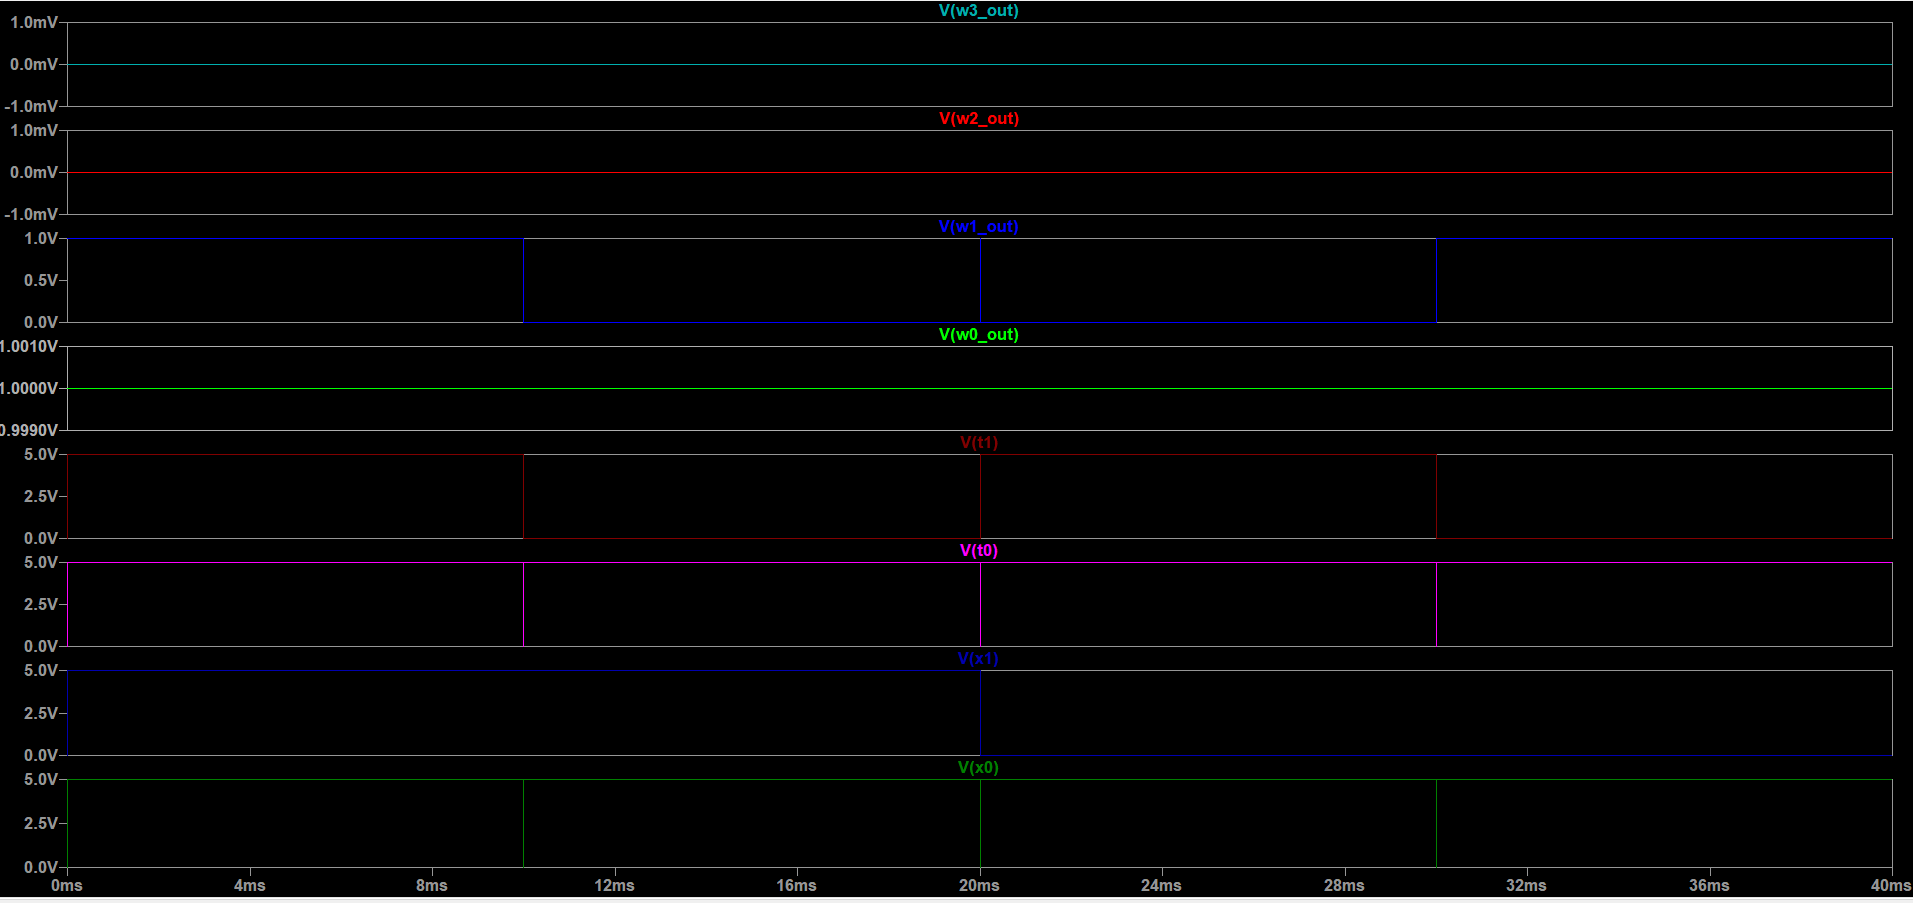 V(w3_out)
1.0mV
0.0mV
-1.0mV
V(w2_out)
1.0mV
0.0mV
-1.0mV
V(w1_out)
1.0V
0.5V
0.0V
V(w0_out)
1.0010V
1.0000V
0.9990V
V(t1)
5.0V
2.5V
0.0V
V(t0)
5.0V
2.5V
0.0V
V(x1)
5.0V
2.5V
0.0V
V(x0)
5.0V
2.5V
0.0V
0ms 4ms 8ms 12ms 16ms 20ms 24ms 28ms 32ms 36ms 40ms